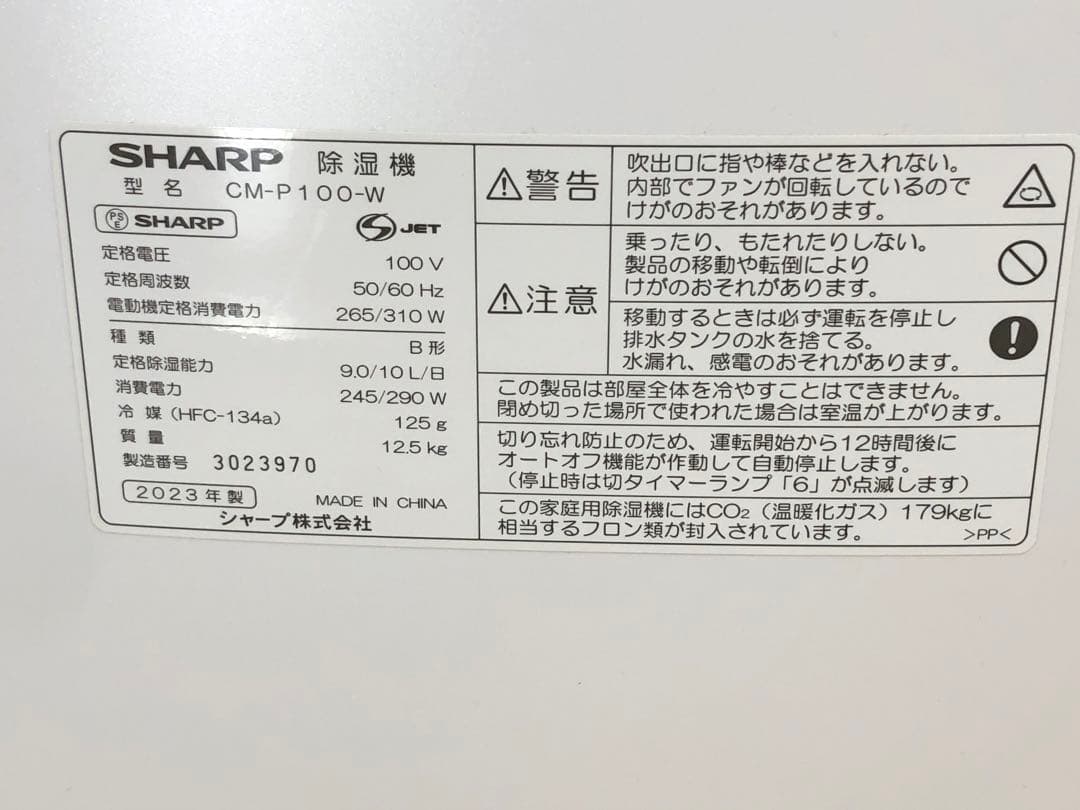 SHARP 除湿機
型名 CM-P100-W
PSE SHARP
S JET
定格電圧 100 V
定格周波数 50/60 Hz
電動機定格消費電力 265/310 W
種類 B形
定格除湿能力 9.0/10 L/日
消費電力 245/290 W
冷媒(HFC-134a) 125 g
質量 12.5 kg
製造番号 3023970
2023年製 MADE IN CHINA
シャープ株式会社
警告
吹出口に指や棒などを入れない。
内部でファンが回転しているので
けがのおそれがあります。
注意
乗ったり、もたれたりしない。
製品の移動や転倒により
けがのおそれがあります。
移動するときは必ず運転を停止し
排水タンクの水を捨てる。
水漏れ、感電のおそれがあります。
この製品は部屋全体を冷やすことはできません。
閉め切った場所で使われた場合は室温が上がります。
切り忘れ防止のため、運転開始から12時間後に
オートオフ機能が作動して自動停止します。
(停止時は切タイマーランプ「6」が点滅します)
この家庭用除湿機にはCO₂(温暖化ガス)179kgに
相当するフロン類が封入されています。
>PP<